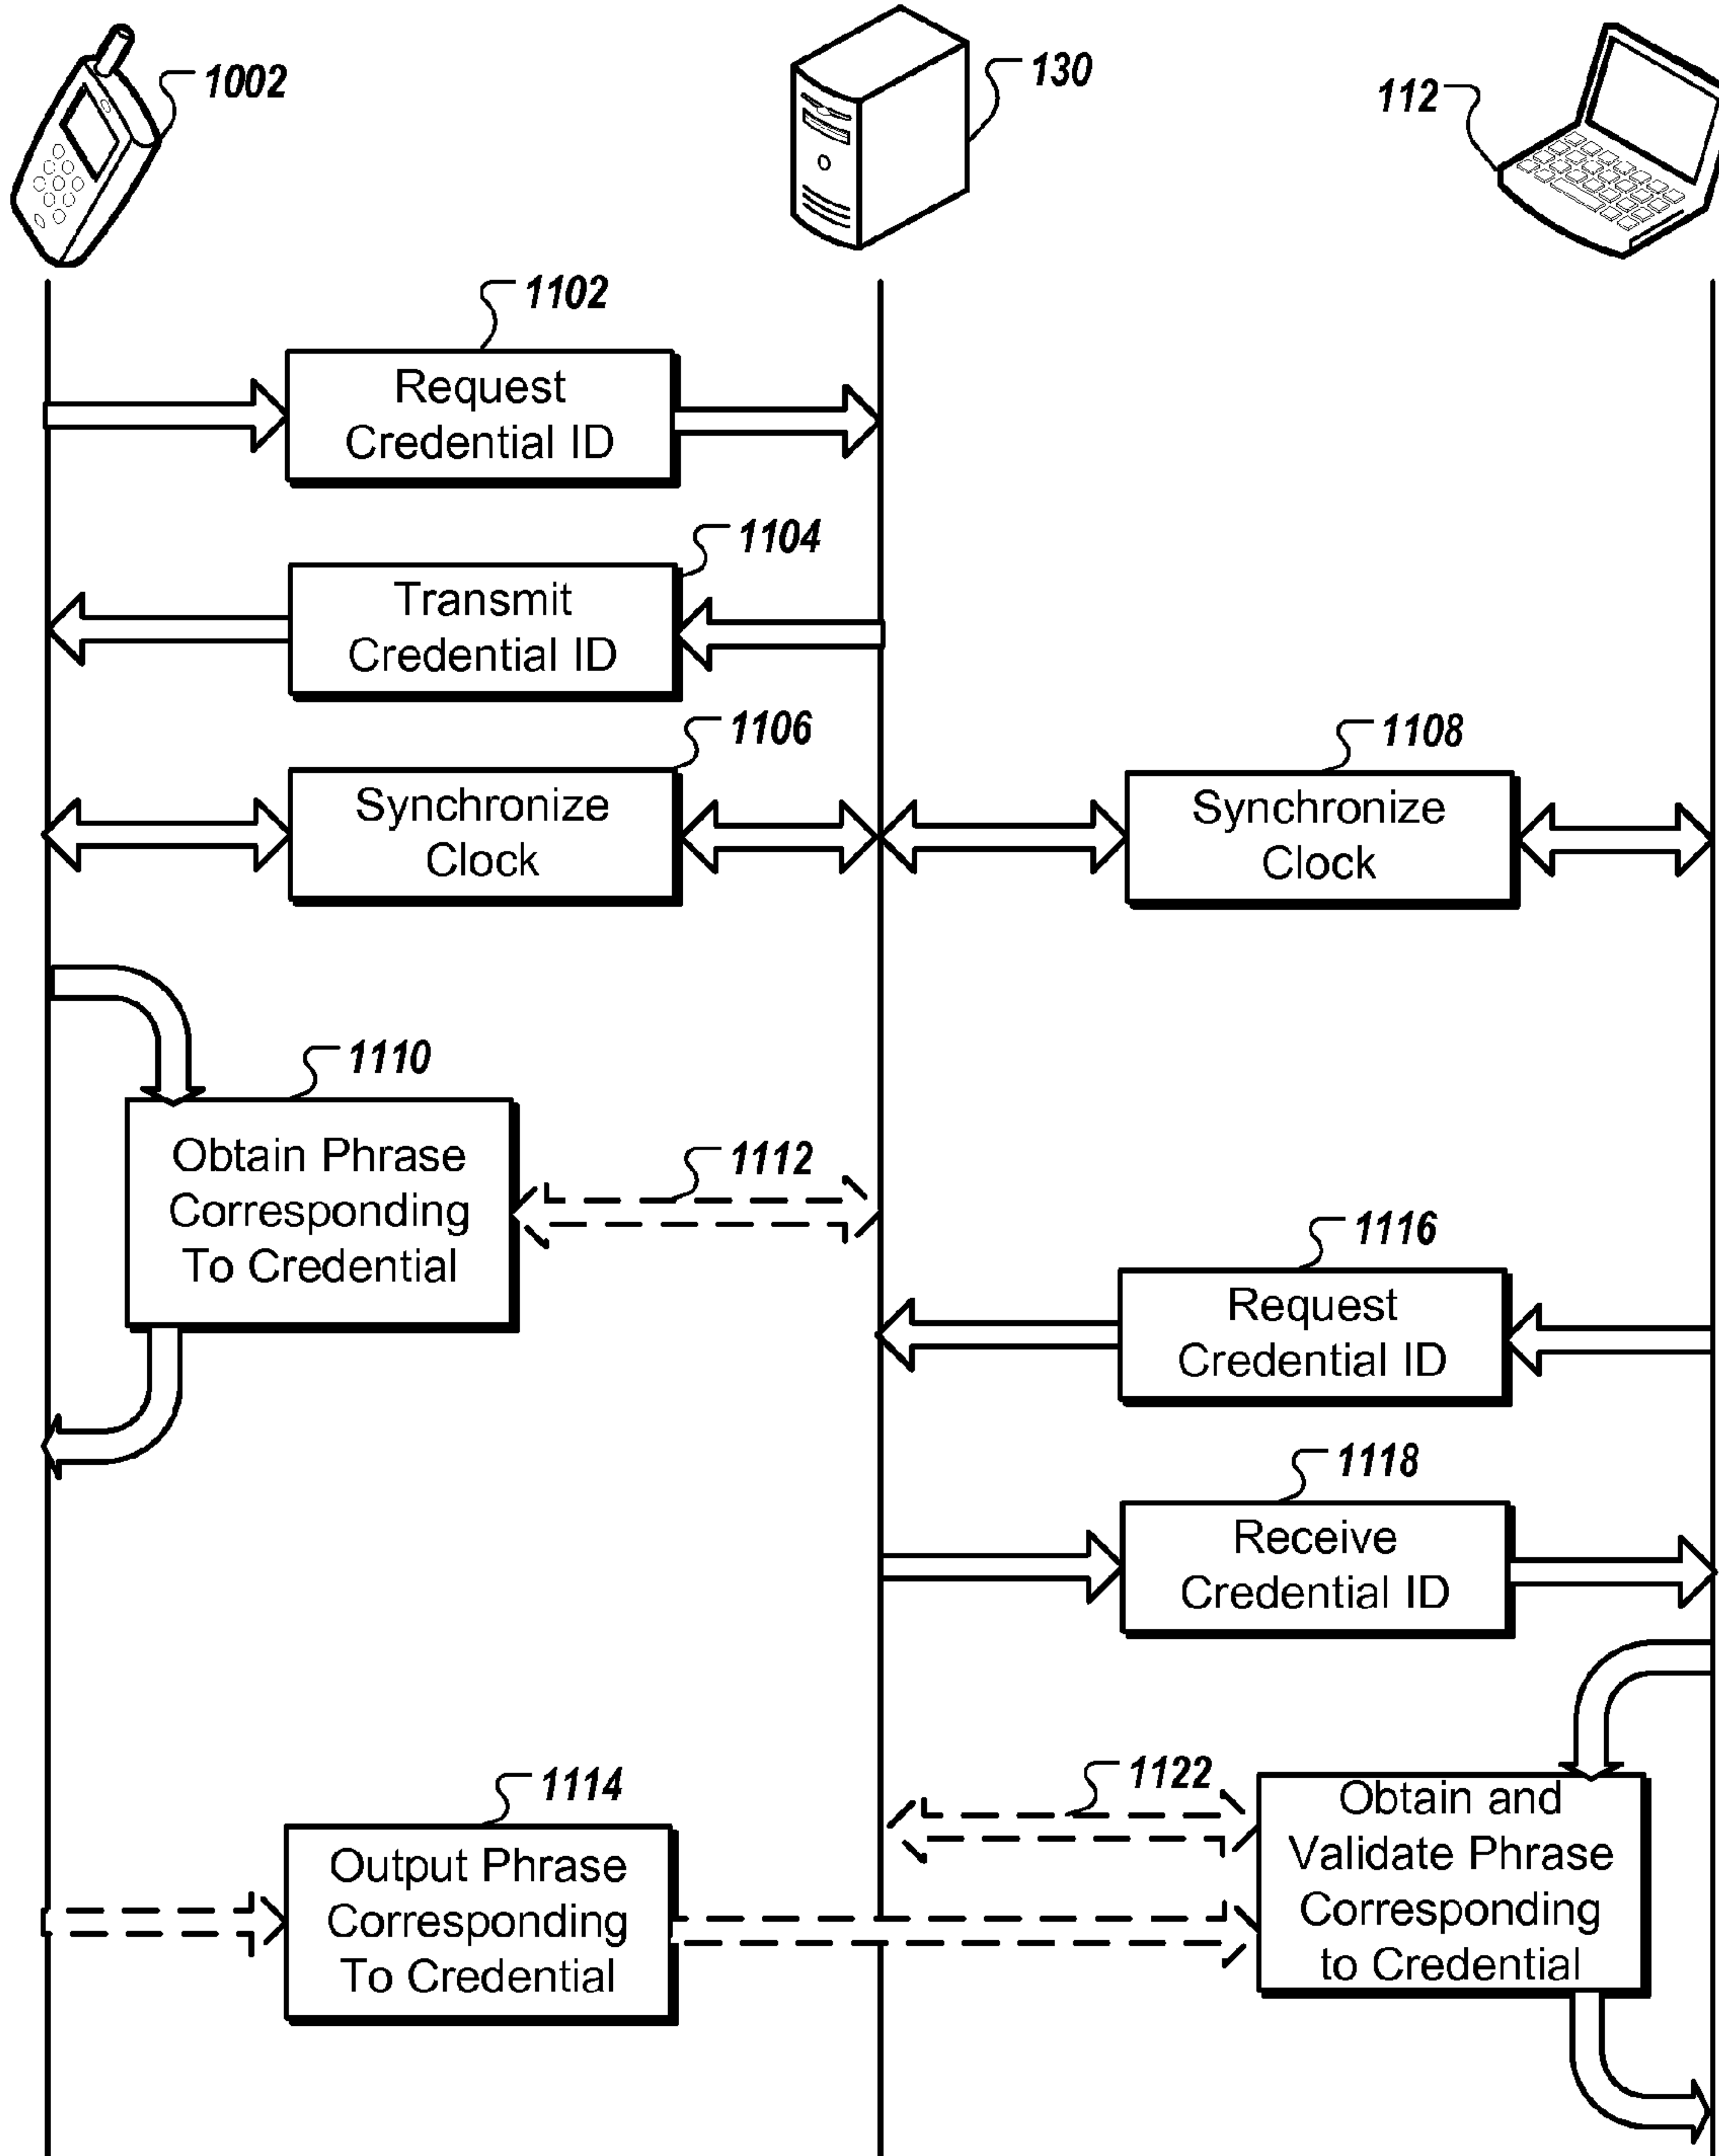 1002
130
112
1102
Request
Credential ID
1104
Transmit
Credential ID
1106
Synchronize
Clock
1108
Synchronize
Clock
1110
Obtain Phrase
Corresponding
To Credential
1112
1116
Request
Credential ID
1118
Receive
Credential ID
1114
Output Phrase
Corresponding
To Credential
1122
Obtain and
Validate Phrase
Corresponding
to Credential